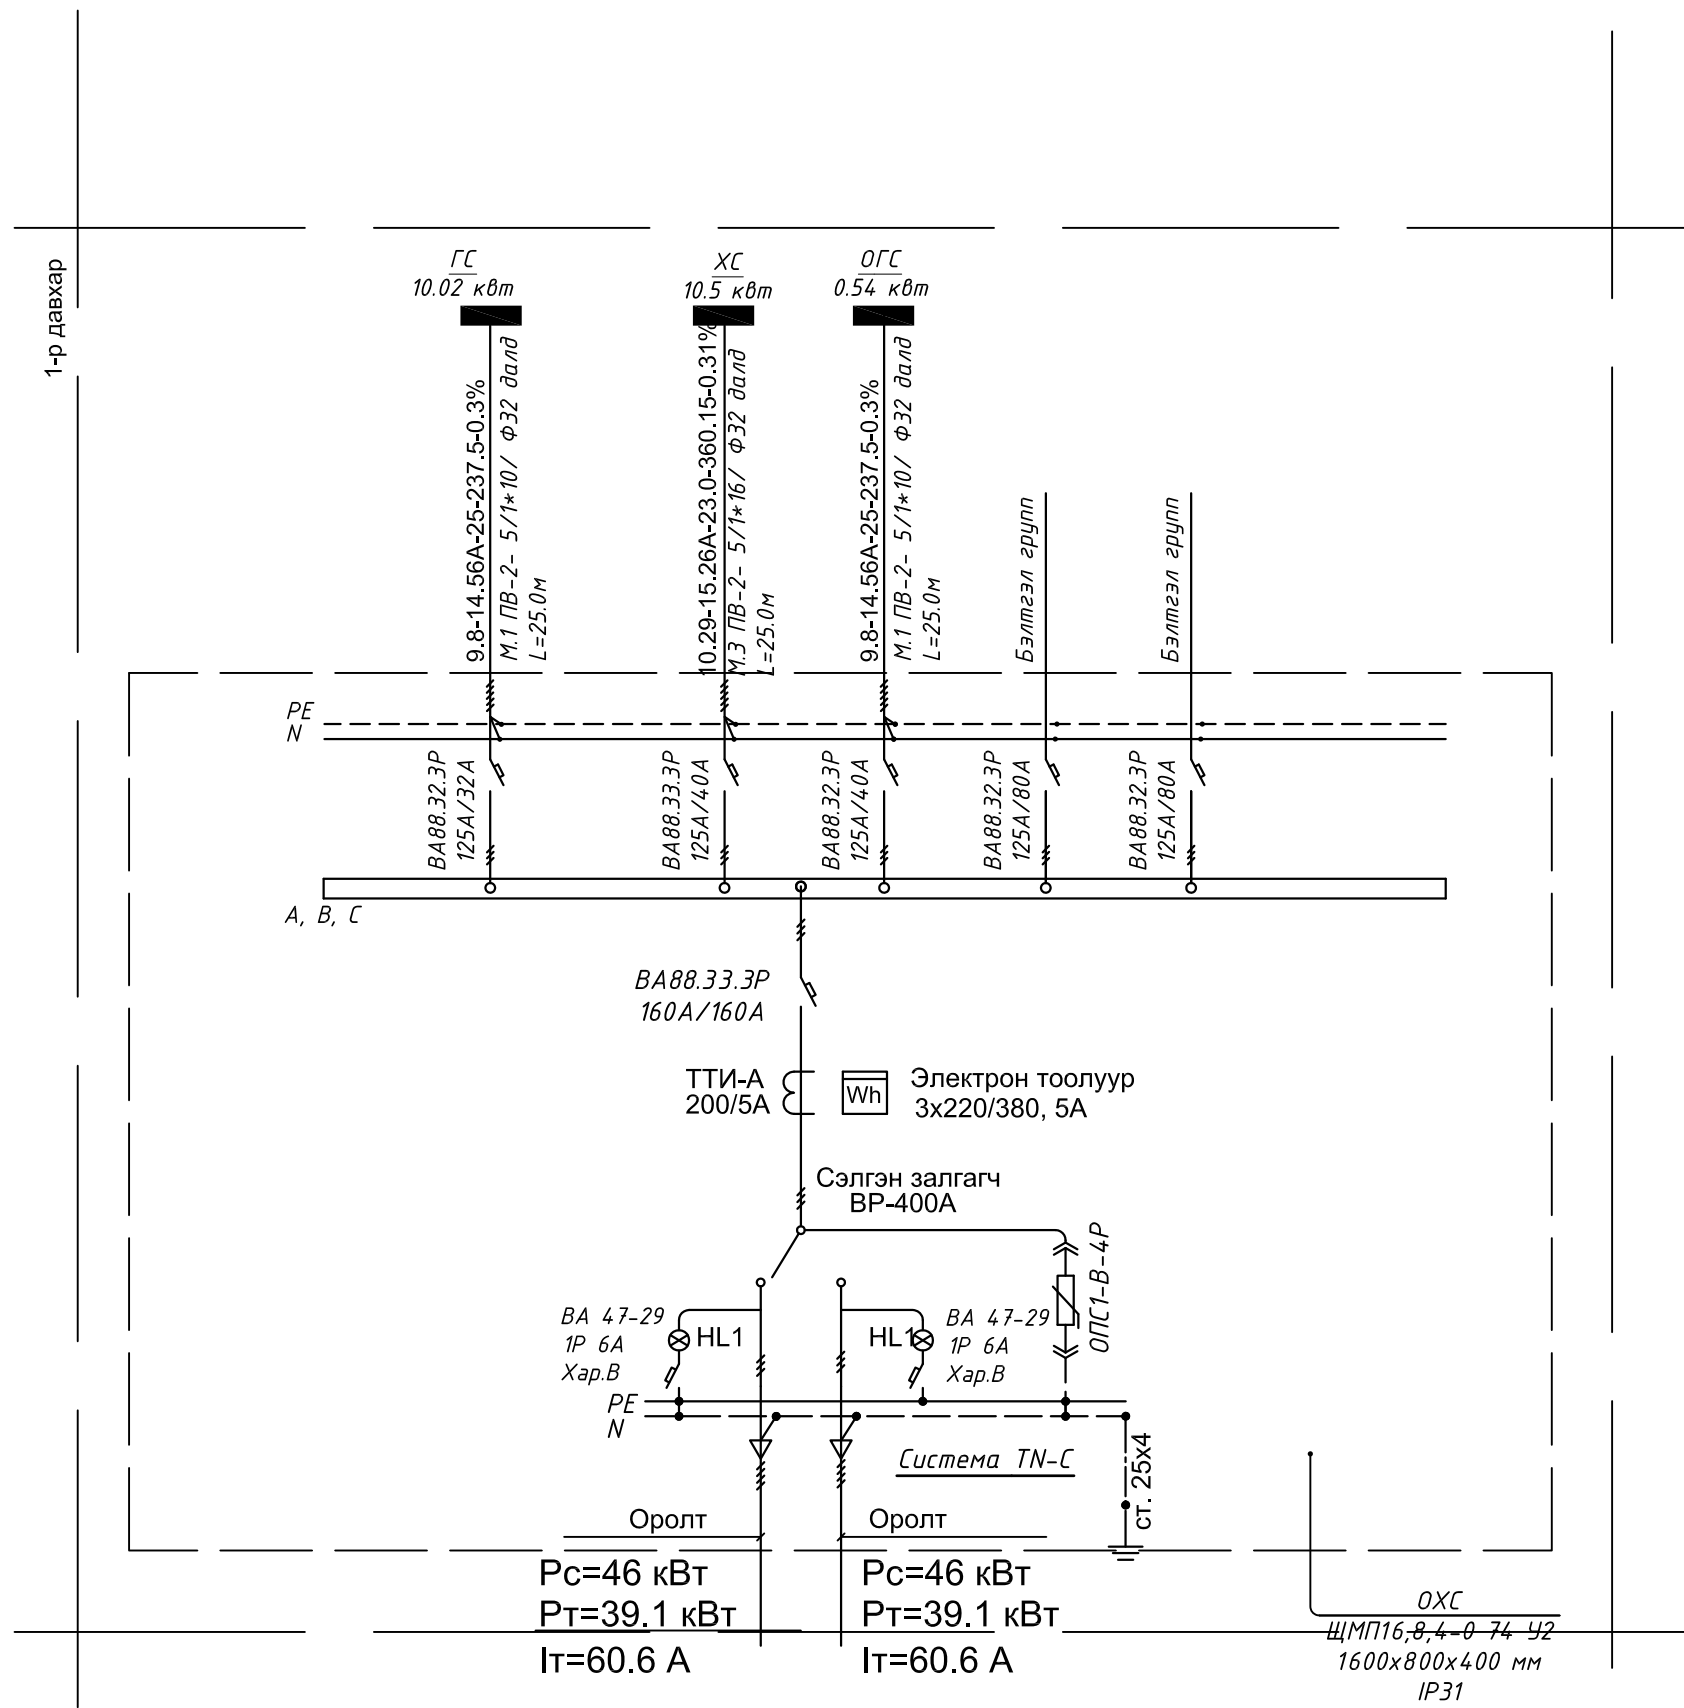 1-р давхар
ГС
10.02 квт
ХС
10.5 квт
ОГС
0.54 квт
9.8-14.56А-25-237.5-0.3%
М.1 ПВ-2- 5/1*10/ Ф32 далд
L=25.0м
10.29-15.26А-23.0-360.15-0.31%
М.3 ПВ-2- 5/1*16/ Ф32 далд
L=25.0м
9.8-14.56А-25-237.5-0.3%
М.1 ПВ-2- 5/1*10/ Ф32 далд
L=25.0м
Бэлтгэл групп
Бэлтгэл групп
PE
N
ВА88.32.3Р
125А/32А
ВА88.33.3Р
125А/40А
ВА88.32.3Р
125А/40А
ВА88.32.3Р
125А/80А
ВА88.32.3Р
125А/80А
А, В, С
ВА88.33.3Р
160А/160А
ТТИ-А
200/5А
Wh
Электрон тоолуур
3х220/380, 5А
Сэлгэн залгагч
ВР-400А
ВА 47-29
1Р 6А
Хар.В
HL1
HL1
ВА 47-29
1Р 6А
Хар.В
ОПС1-В-4Р
PE
N
Система TN-C
ст. 25х4
Оролт
Оролт
Рс=46 кВт
Рт=39.1 кВт
Iт=60.6 А
Рс=46 кВт
Рт=39.1 кВт
Iт=60.6 А
ОХС
ЩМП16,8,4-0 74 У2
1600х800х400 мм
IP31